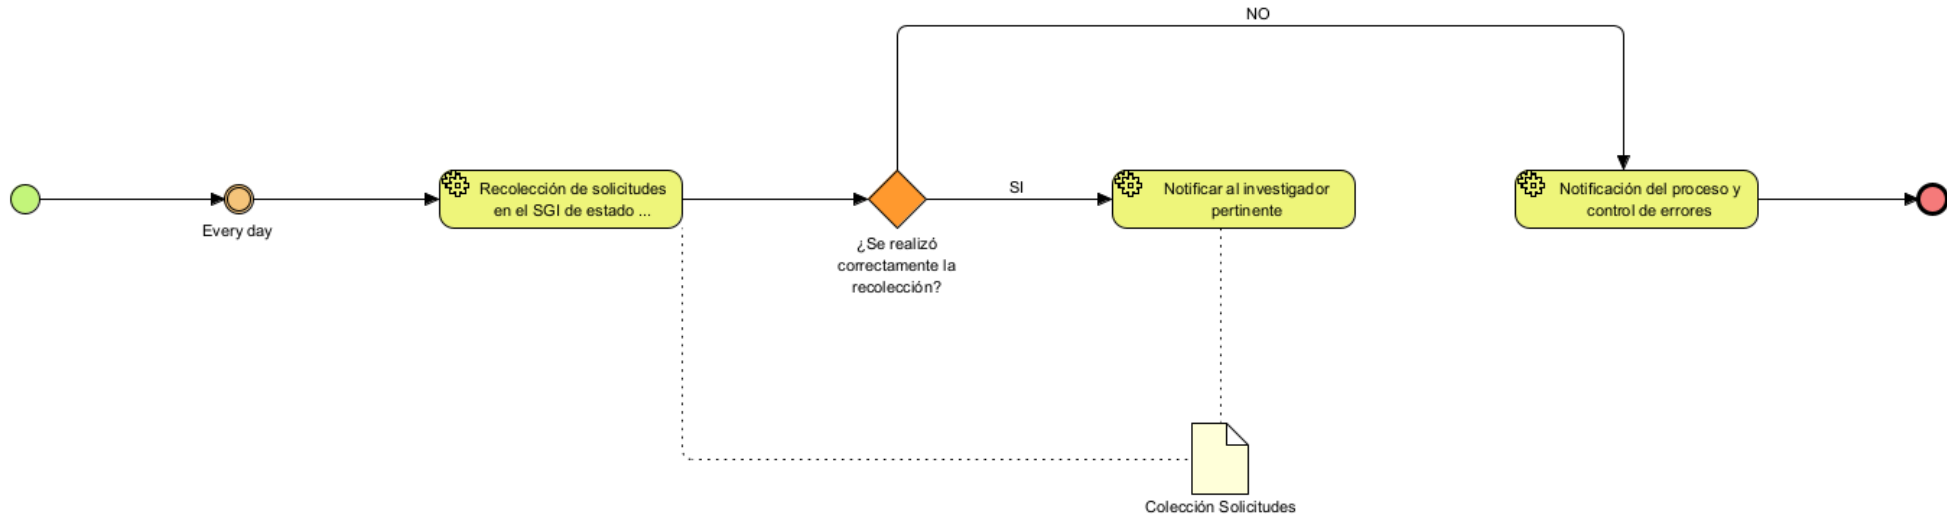 NO
Every day
Recolección de solicitudes
en el SGI de estado ...
¿Se realizó
correctamente la
recolección?
SI
Notificar al investigador
pertinente
Notificación del proceso y
control de errores
Colección Solicitudes